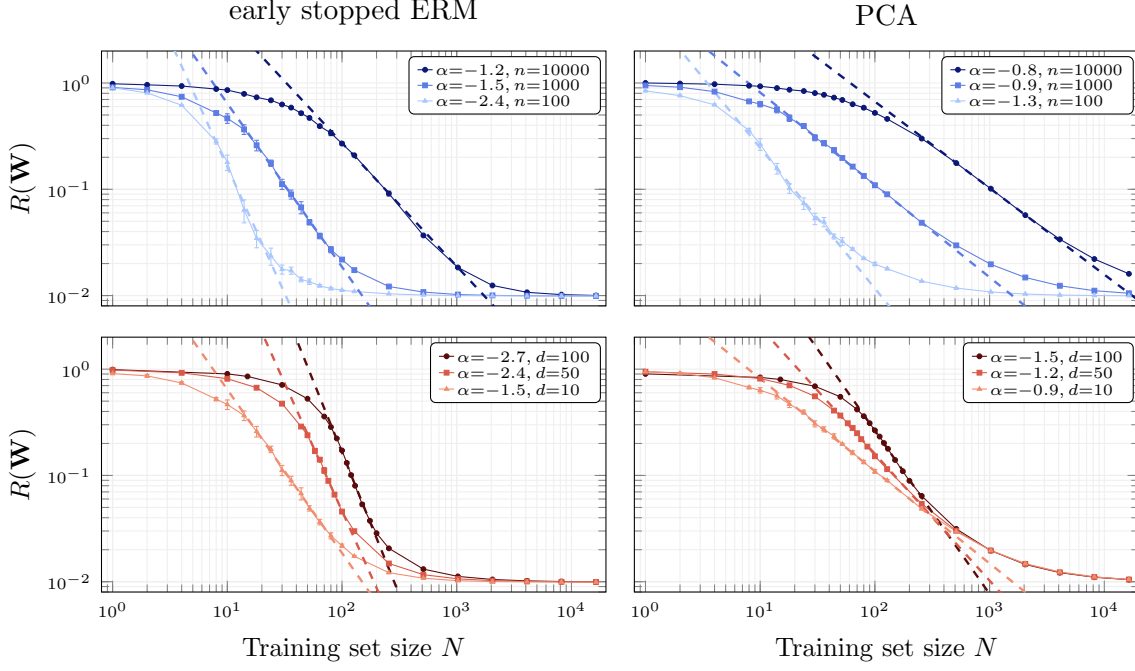 early stopped ERM
PCA
R(W)
10^0
10^−1
10^−2
α=−1.2, n=10000
α=−1.5, n=1000
α=−2.4, n=100
α=−0.8, n=10000
α=−0.9, n=1000
α=−1.3, n=100
R(W)
10^0
10^−1
10^−2
α=−2.7, d=100
α=−2.4, d=50
α=−1.5, d=10
α=−1.5, d=100
α=−1.2, d=50
α=−0.9, d=10
10^0 10^1 10^2 10^3 10^4
10^0 10^1 10^2 10^3 10^4
Training set size N
Training set size N